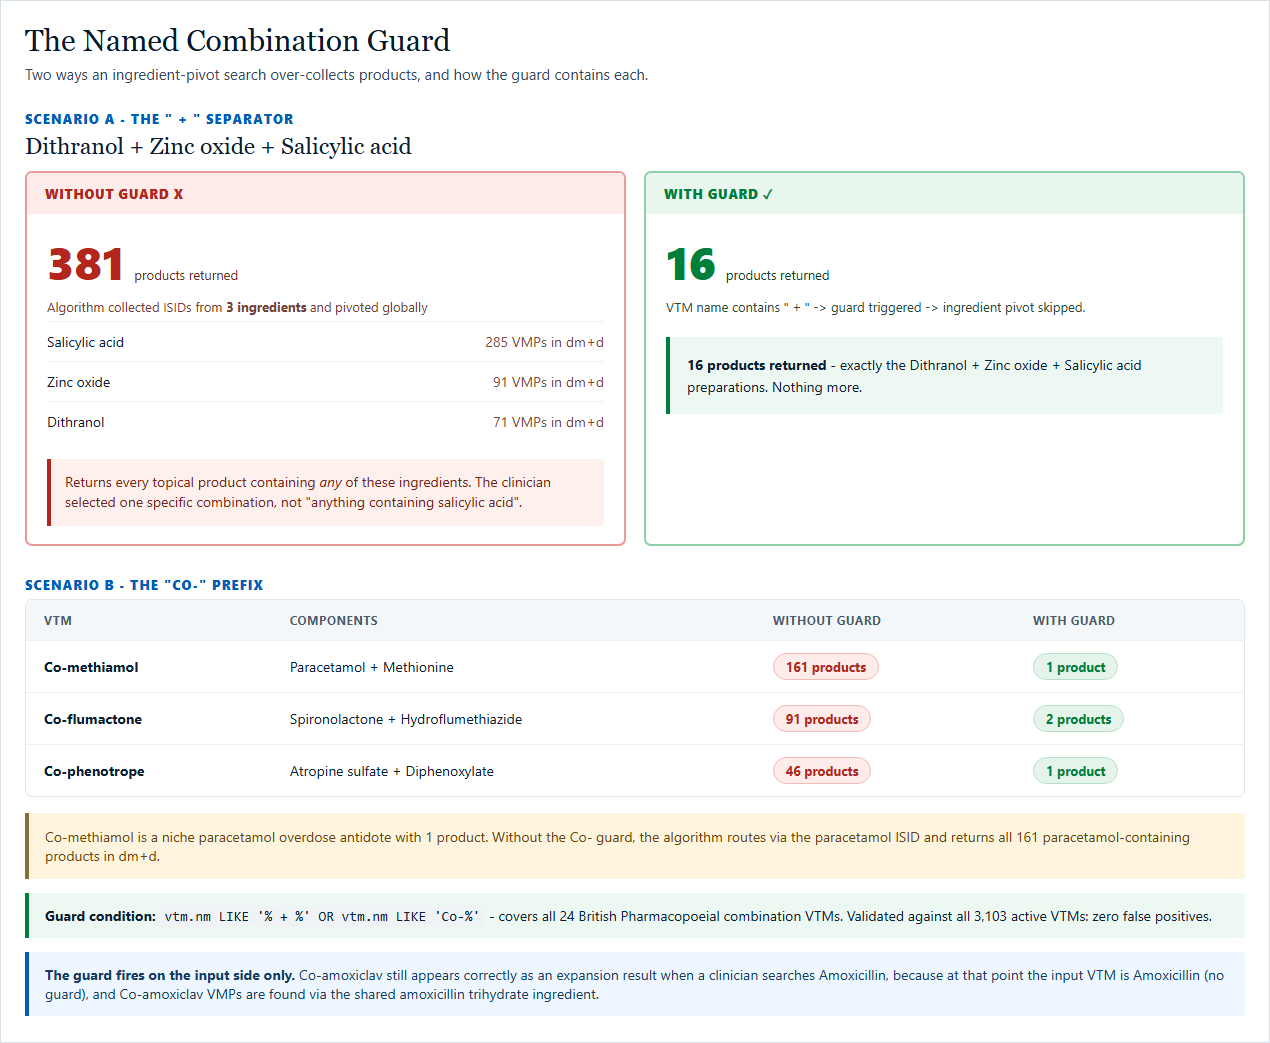 The Named Combination Guard
Two ways an ingredient-pivot search over-collects products, and how the guard contains each.
SCENARIO A - THE " + " SEPARATOR
Dithranol + Zinc oxide + Salicylic acid
WITHOUT GUARD X
381 products returned
Algorithm collected ISIDs from 3 ingredients and pivoted globally
Salicylic acid 285 VMPs in dm+d
Zinc oxide 91 VMPs in dm+d
Dithranol 71 VMPs in dm+d
Returns every topical product containing any of these ingredients. The clinician
selected one specific combination, not "anything containing salicylic acid".
WITH GUARD ✓
16 products returned
VTM name contains " + " -> guard triggered -> ingredient pivot skipped.
16 products returned - exactly the Dithranol + Zinc oxide + Salicylic acid
preparations. Nothing more.
SCENARIO B - THE "CO-" PREFIX
VTM COMPONENTS WITHOUT GUARD WITH GUARD
Co-methiamol Paracetamol + Methionine 161 products 1 product
Co-flumactone Spironolactone + Hydroflumethiazide 91 products 2 products
Co-phenotrope Atropine sulfate + Diphenoxylate 46 products 1 product
Co-methiamol is a niche paracetamol overdose antidote with 1 product. Without the Co- guard, the algorithm routes via the paracetamol ISID and returns all 161 paracetamol-containing
products in dm+d.
Guard condition: vtm.nm LIKE '% + %' OR vtm.nm LIKE 'Co-%' - covers all 24 British Pharmacopoeial combination VTMs. Validated against all 3,103 active VTMs: zero false positives.
The guard fires on the input side only. Co-amoxiclav still appears correctly as an expansion result when a clinician searches Amoxicillin, because at that point the input VTM is Amoxicillin (no
guard), and Co-amoxiclav VMPs are found via the shared amoxicillin trihydrate ingredient.